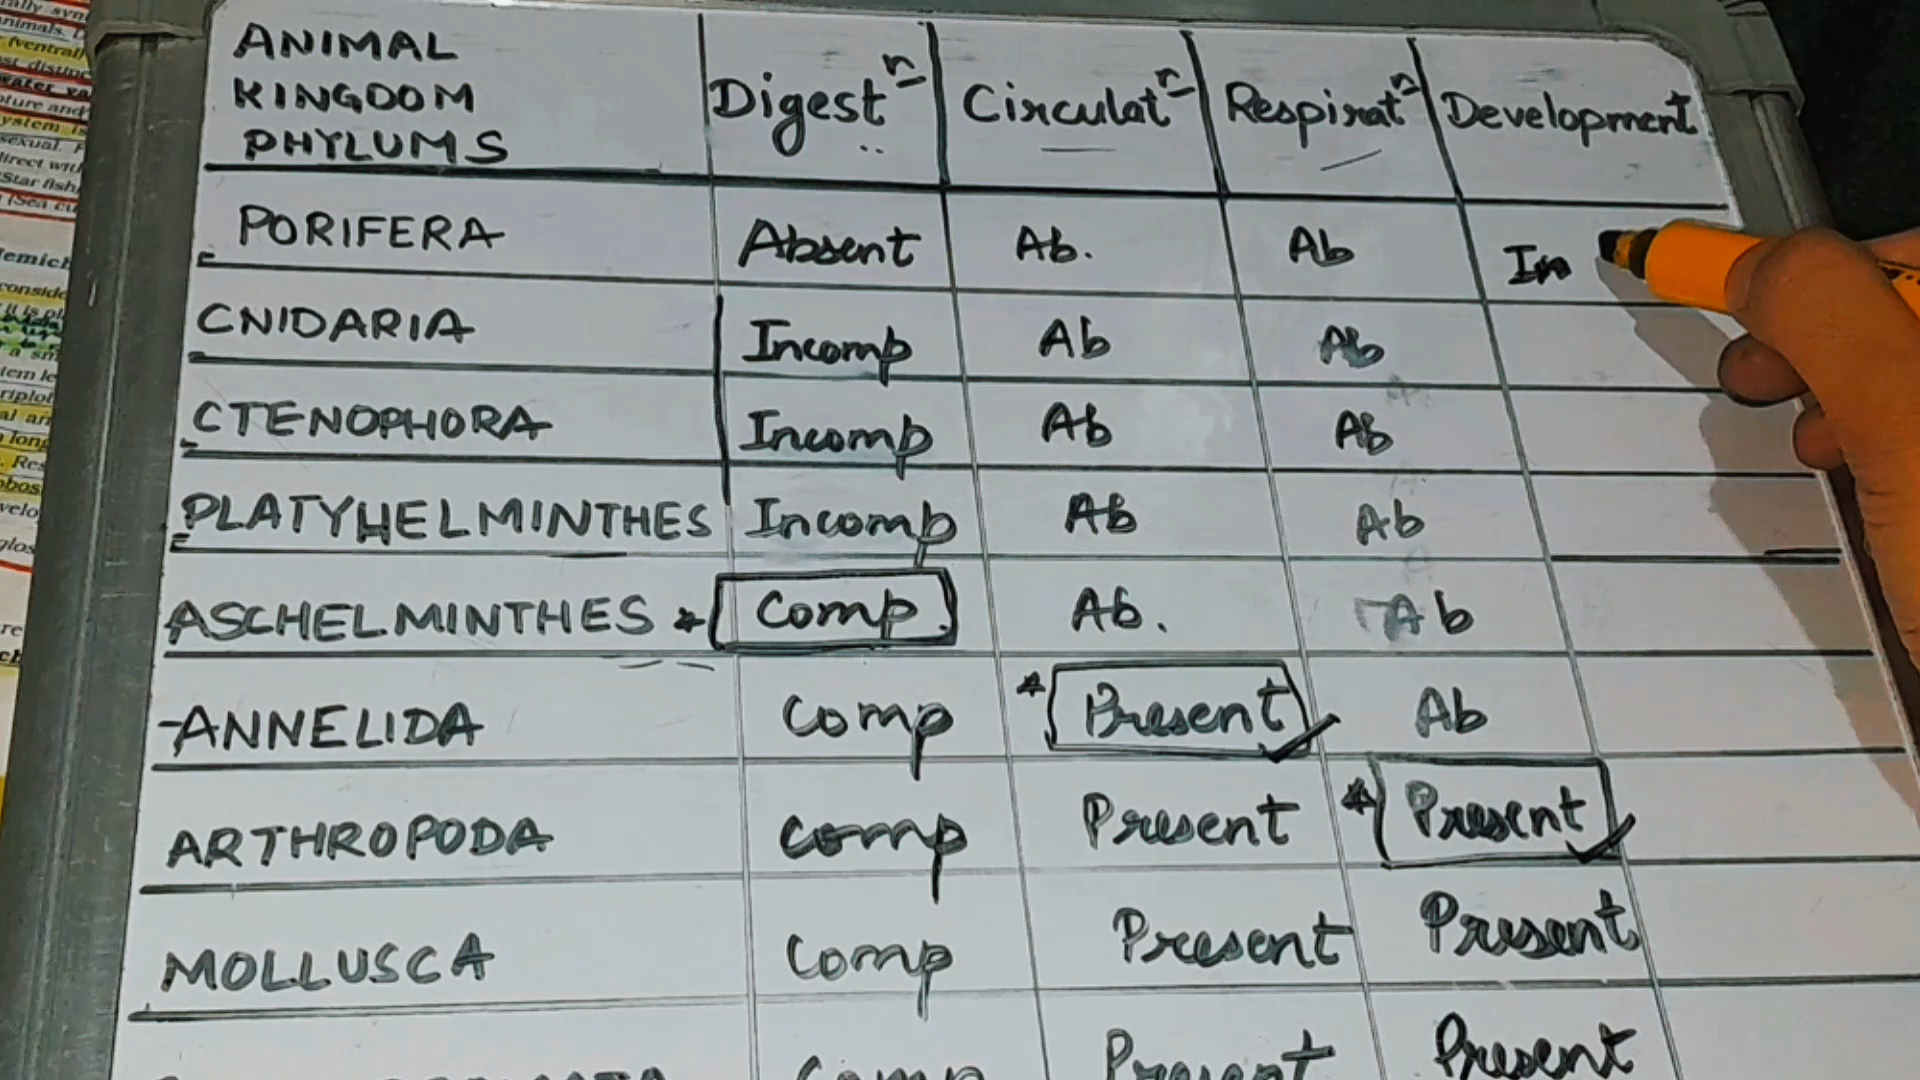 ANIMAL
KINGDOM
PHYLUMS
Digestn
Circulatn
Respiratn
Development
PORIFERA Absent Ab. Ab In
CNIDARIA Incomp Ab Ab
CTENOPHORA Incomp Ab Ab
PLATYHELMINTHES Incomp Ab Ab
ASCHELMINTHES * Comp. Ab. Ab
ANNELIDA Comp * Present Ab
ARTHROPODA Comp Present * Present
MOLLUSCA Comp Present Present
Comp Present Present